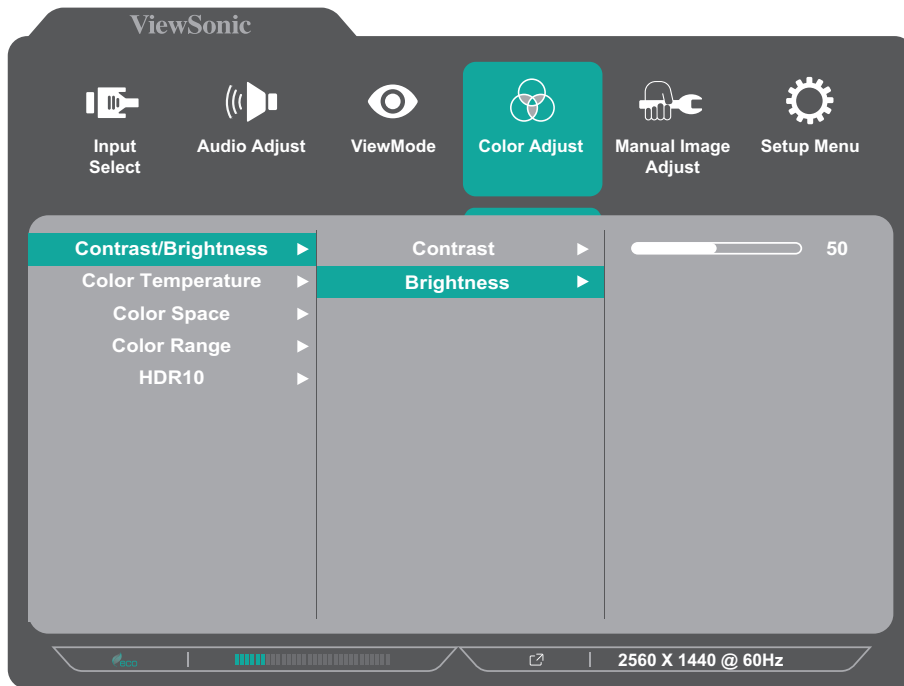 ViewSonic
Input
Select
Audio Adjust
ViewMode
Color Adjust
Manual Image
Adjust
Setup Menu
Contrast/Brightness
Contrast
50
Color Temperature
Brightness
Color Space
Color Range
HDR10
eco
2560 X 1440 @ 60Hz